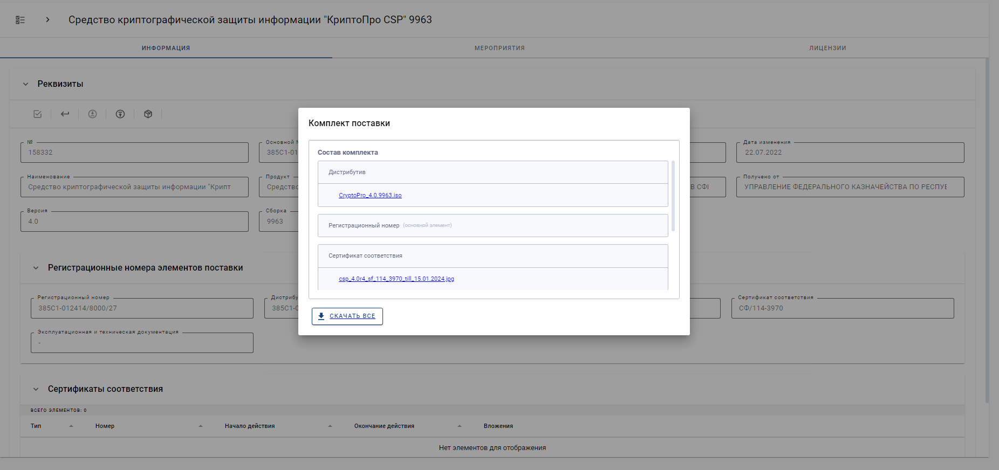 Средство криптографической защиты информации "КриптоПро CSP" 9963
ИНФОРМАЦИЯ
МЕРОПРИЯТИЯ
ЛИЦЕНЗИИ
Реквизиты
№
158332
Основной №
385С1-01
Дата изменения
22.07.2022
Наименование
Средство криптографической защиты информации "Крипт
Продукт
Средство
В СФ
Получено от
УПРАВЛЕНИЕ ФЕДЕРАЛЬНОГО КАЗНАЧЕЙСТВА ПО РЕСПУБ
Версия
4.0
Сборка
9963
Регистрационные номера элементов поставки
Регистрационный номер
385С1-012414/8000/27
Дистрибу
385С1-0
Сертификат соответствия
СФ/114-3970
Эксплуатационная и техническая документация
-
Сертификаты соответствия
ВСЕГО ЭЛЕМЕНТОВ: 0
Тип
Номер
Начало действия
Окончание действия
Вложения
Нет элементов для отображения
Комплект поставки
Состав комплекта
Дистрибутив
CryptoPro_4.0.9963.iso
Регистрационный номер (основной элемент)
Сертификат соответствия
csp_4.0r4_sf_114_3970_till_15.01.2024.jpg
СКАЧАТЬ ВСЕ